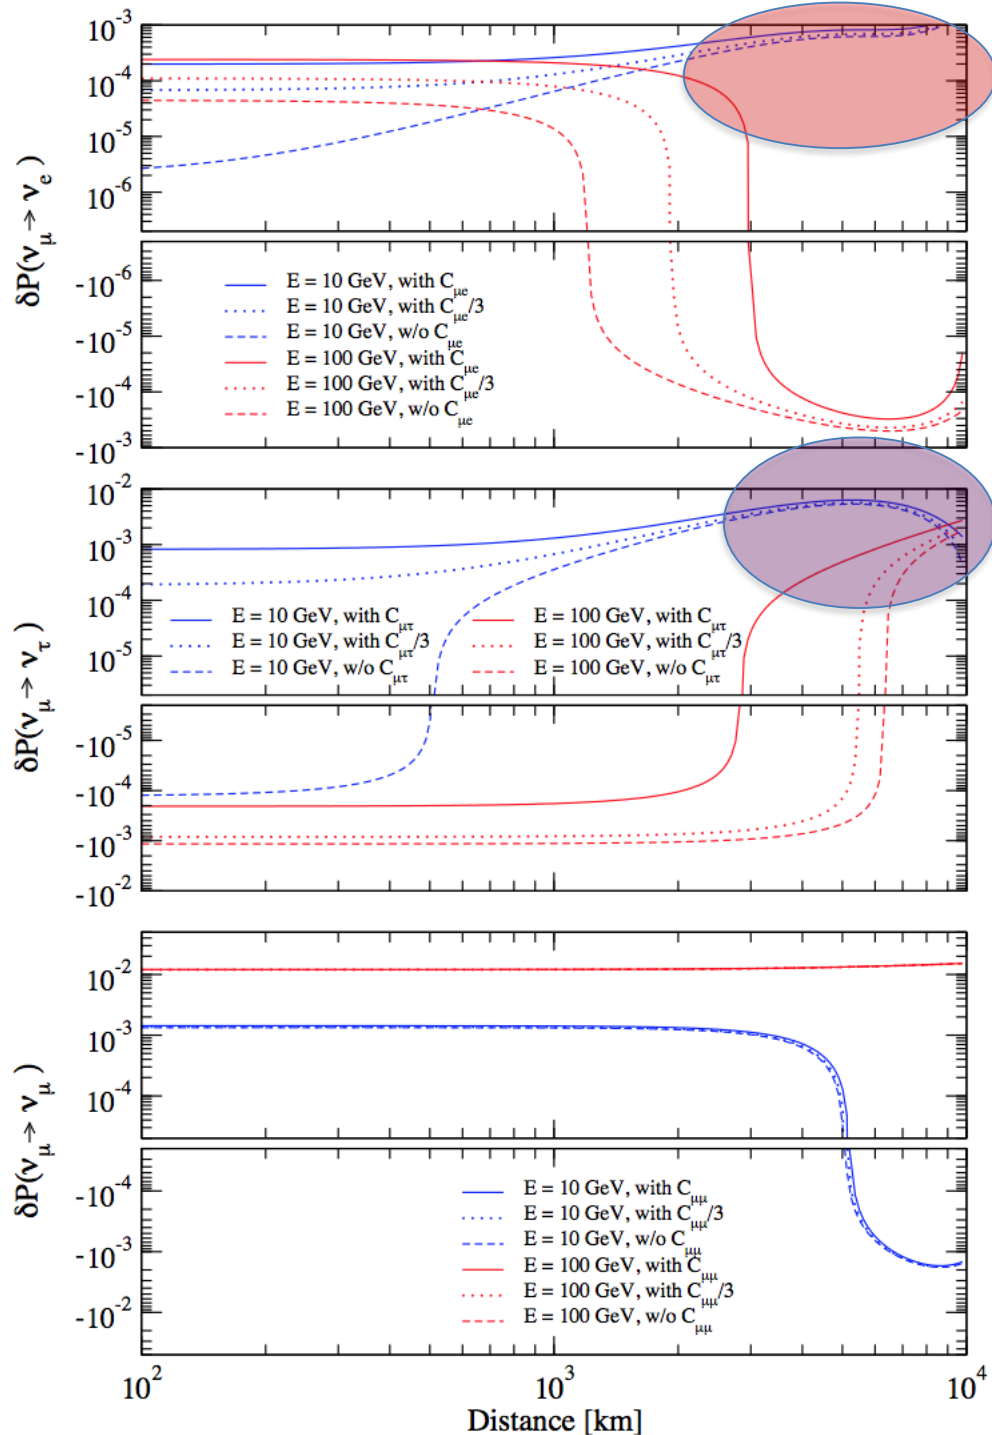 10⁻³
10⁻⁴
10⁻⁵
10⁻⁶
δP(ν_μ → ν_e)
-10⁻⁶
-10⁻⁵
-10⁻⁴
-10⁻³
E = 10 GeV, with C_μe
E = 10 GeV, with C_μe/3
E = 10 GeV, w/o C_μe
E = 100 GeV, with C_μe
E = 100 GeV, with C_μe/3
E = 100 GeV, w/o C_μe
10⁻²
10⁻³
10⁻⁴
10⁻⁵
δP(ν_μ → ν_τ)
-10⁻⁵
-10⁻⁴
-10⁻³
-10⁻²
E = 10 GeV, with C_μτ
E = 10 GeV, with C_μτ/3
E = 10 GeV, w/o C_μτ
E = 100 GeV, with C_μτ
E = 100 GeV, with C_μτ/3
E = 100 GeV, w/o C_μτ
10⁻²
10⁻³
10⁻⁴
δP(ν_μ → ν_μ)
-10⁻⁴
-10⁻³
-10⁻²
E = 10 GeV, with C_μμ
E = 10 GeV, with C_μμ/3
E = 10 GeV, w/o C_μμ
E = 100 GeV, with C_μμ
E = 100 GeV, with C_μμ/3
E = 100 GeV, w/o C_μμ
10² 10³ 10⁴
Distance [km]